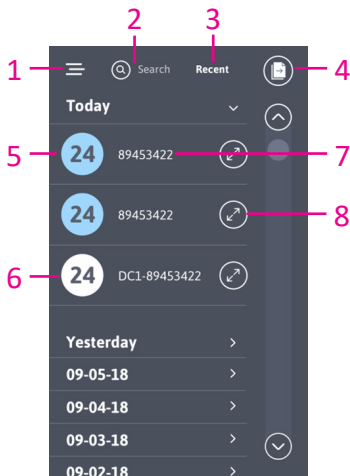 2 3
1 Search Recent 4
Today
5 24 89453422 7
24 89453422 8
6 24 DC1-89453422
Yesterday
09-05-18
09-04-18
09-03-18
09-02-18